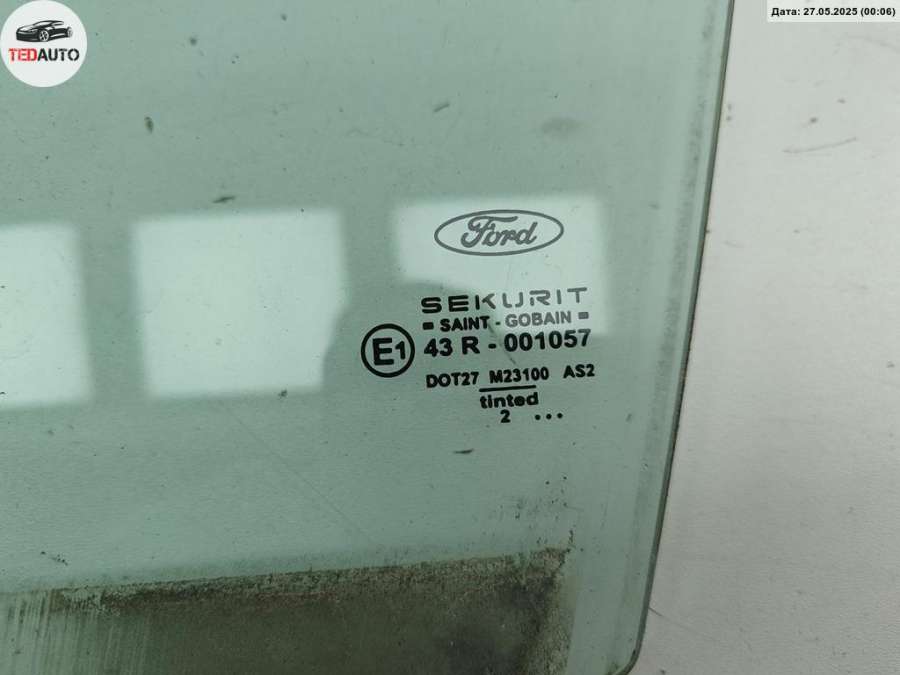 TEDAUTO
Дата: 27.05.2025 (00:06)
Ford
SEKURIT
SAINT - GOBAIN
E1 43 R - 001057
DOT27 M23100 AS2
tinted
2 ...